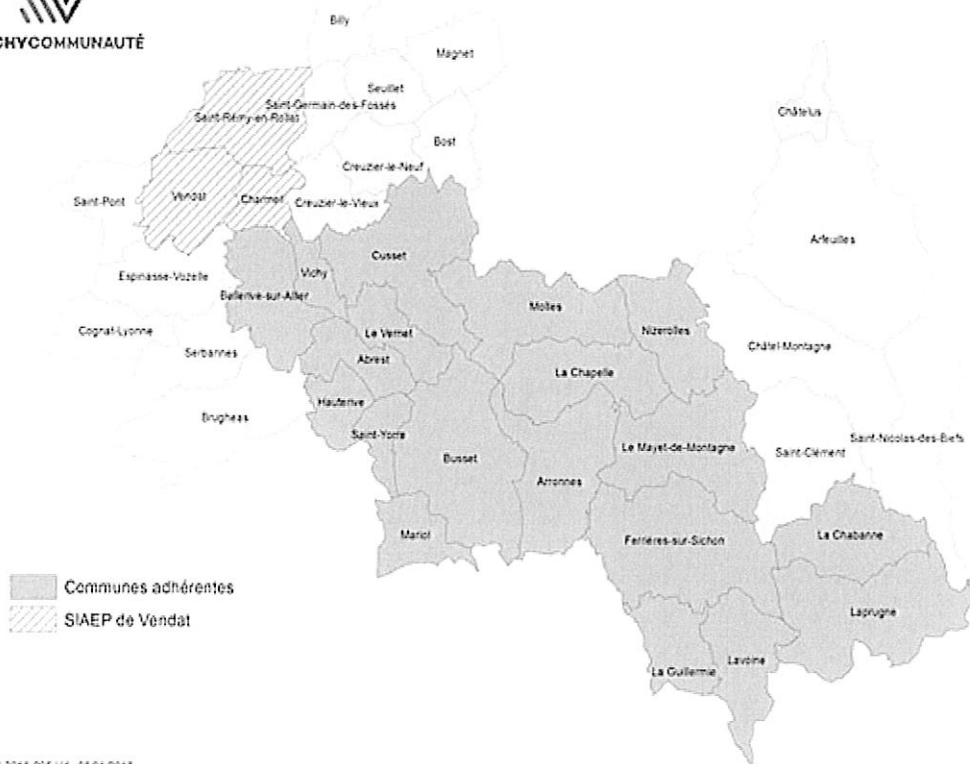 CHYCOMMUNAUTÉ
Billy
Magnet
Seuillet
Saint-Germain-des-Fossés
Châtelus
Saint-Rémy-en-Rollat
Bost
Creuzier-le-Neuf
Vendat
Charmeil
Saint-Pont
Creuzier-le-Vieux
Arfeuilles
Cusset
Vichy
Espinasse-Vozelle
Bellerive-sur-Allier
Molles
Cognat-Lyonne
Le Vernet
Nizerolles
Châtel-Montagne
Serbannes
Abrest
La Chapelle
Hauterive
Brugheas
Saint-Yorre
Saint-Nicolas-des-Biefs
Le Mayet-de-Montagne
Saint-Clément
Busset
Arronnes
Mariol
Ferrières-sur-Sichon
La Chabanne
Communes adhérentes
Laprugne
SIAEP de Vendat
La Guillermie
Lavoine